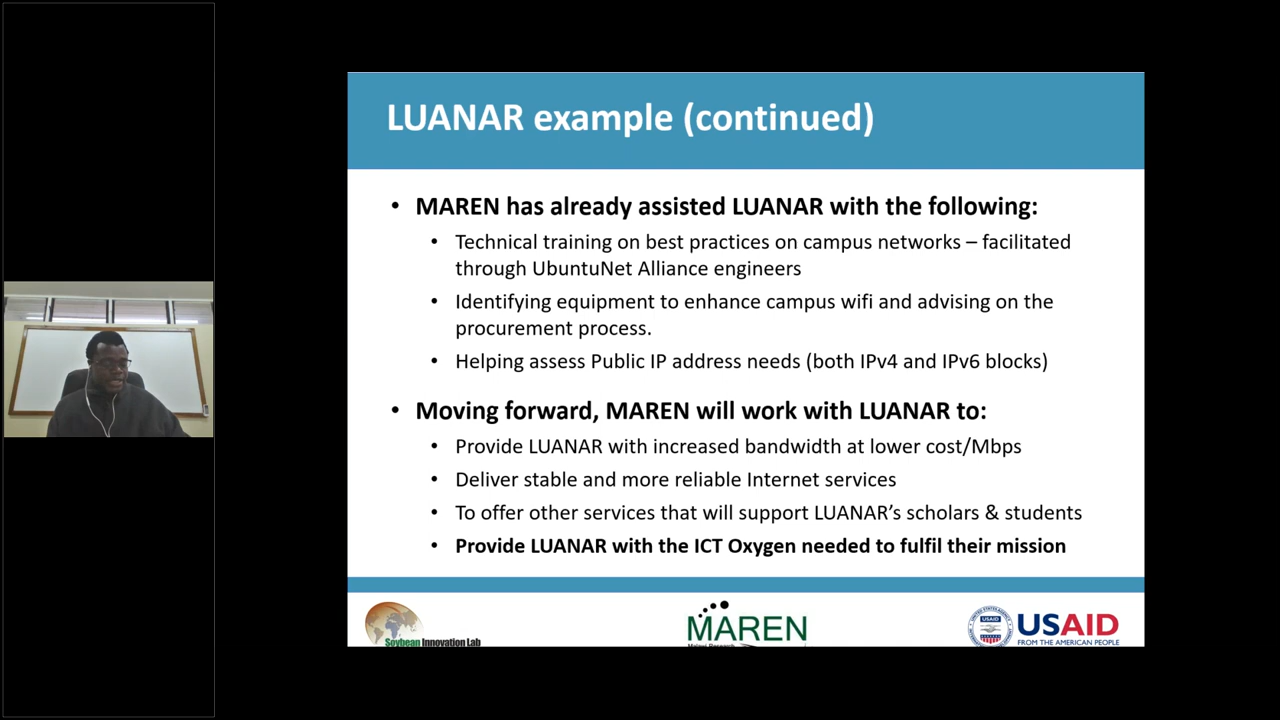 LUANAR example (continued)
• MAREN has already assisted LUANAR with the following:
• Technical training on best practices on campus networks – facilitated
through UbuntuNet Alliance engineers
• Identifying equipment to enhance campus wifi and advising on the
procurement process.
• Helping assess Public IP address needs (both IPv4 and IPv6 blocks)
• Moving forward, MAREN will work with LUANAR to:
• Provide LUANAR with increased bandwidth at lower cost/Mbps
• Deliver stable and more reliable Internet services
• To offer other services that will support LUANAR’s scholars & students
• Provide LUANAR with the ICT Oxygen needed to fulfil their mission
Soybean Innovation Lab
MAREN
Malawi Research
USAID
USAID
FROM THE AMERICAN PEOPLE